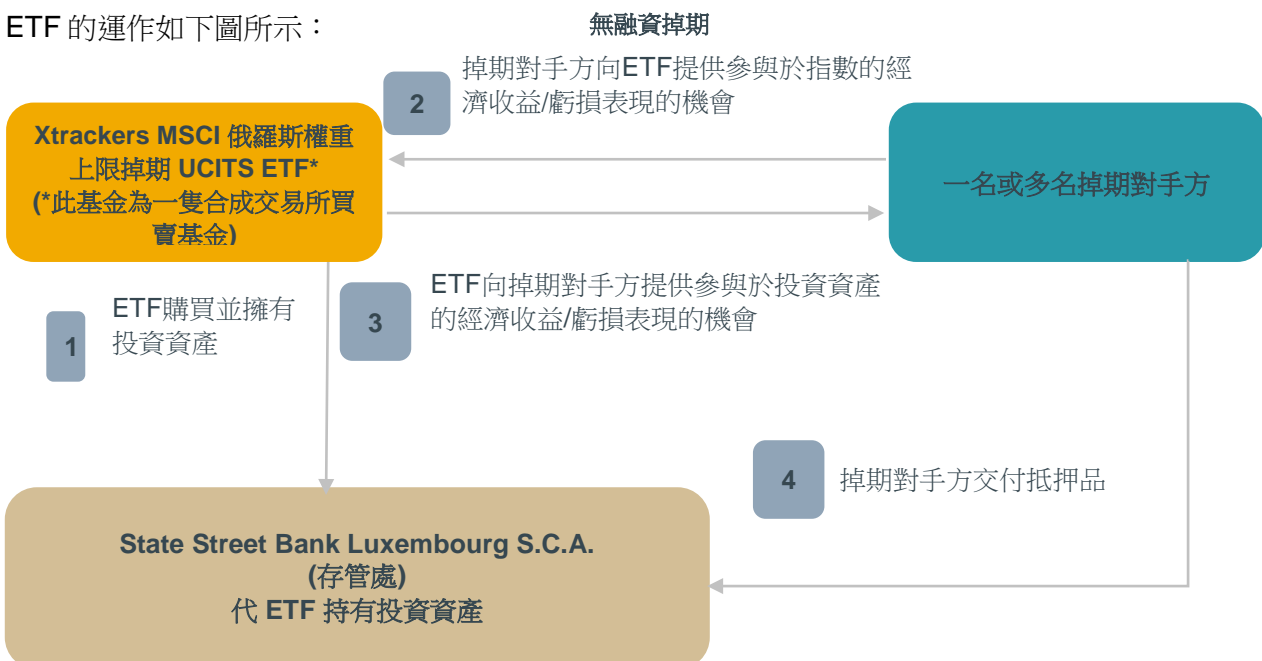 ETF 的運作如下圖所示：
無融資掉期
2
掉期對手方向ETF提供參與於指數的經
濟收益/虧損表現的機會
Xtrackers MSCI 俄羅斯權重
上限掉期 UCITS ETF*
(*此基金為一隻合成交易所買
賣基金)
一名或多名掉期對手方
1
ETF購買並擁有
投資資產
3
ETF向掉期對手方提供參與於投資資產
的經濟收益/虧損表現的機會
4
掉期對手方交付抵押品
State Street Bank Luxembourg S.C.A.
(存管處)
代 ETF 持有投資資產